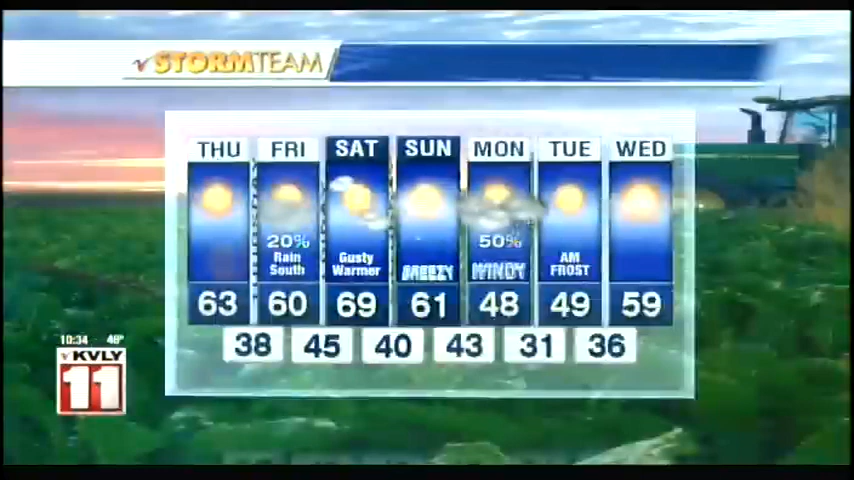 STORMTEAM
THU FRI SAT SUN MON TUE WED
20% 50%
Rain South
Gusty Warmer
BREEZY
WINDY
AM FROST
63 60 69 61 48 49 59
38 45 40 43 31 36
10:34 48°
KVLY
11